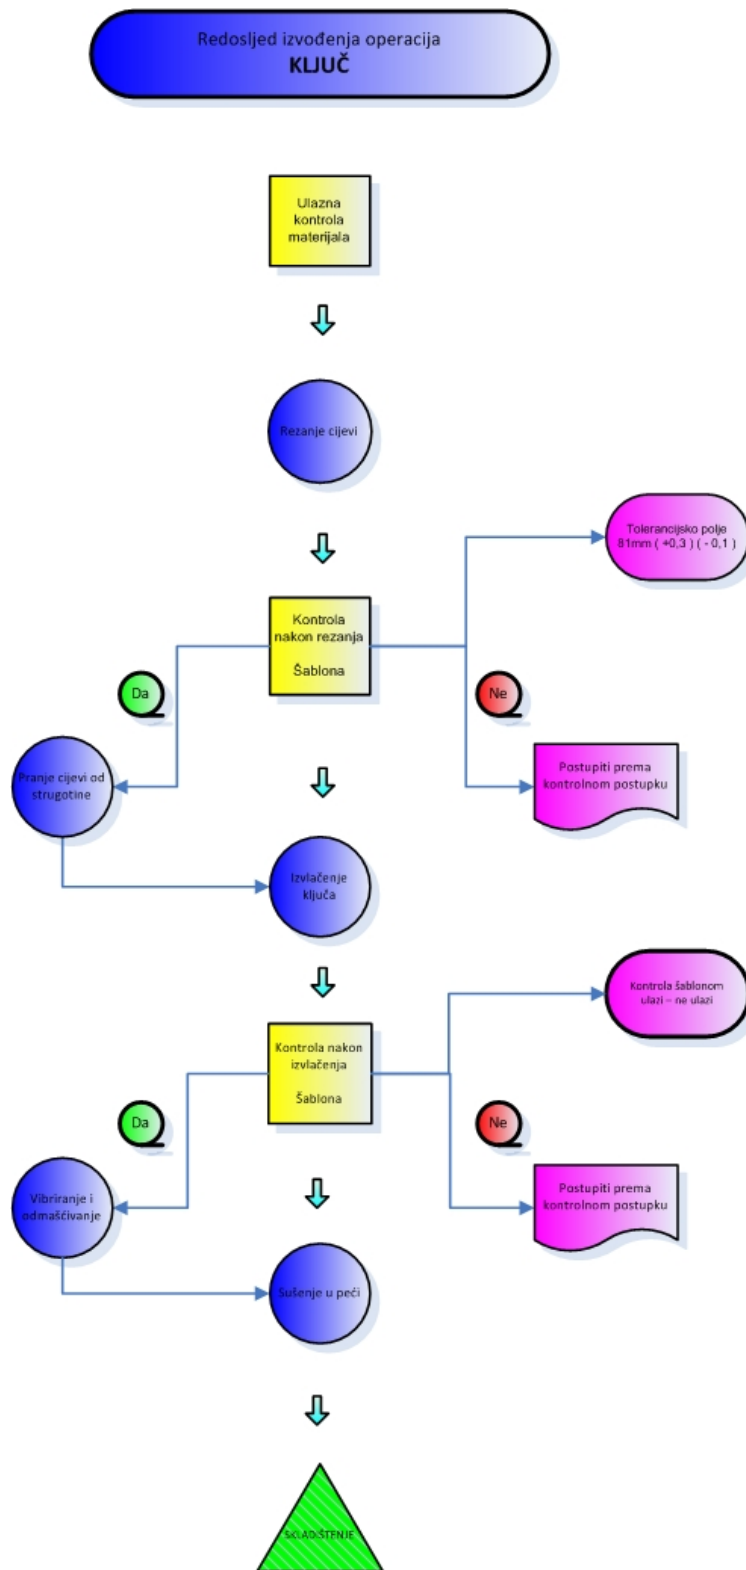 Redosljed izvođenja operacija
KLJUČ
Ulazna
kontrola
materijala
Rezanje cijevi
Tolerancijsko polje
81mm ( +0,3 ) ( - 0,1 )
Kontrola
nakon rezanja
Šablona
Da
Ne
Pranje cijevi od
strugotine
Postupiti prema
kontrolnom postupku
Izvlačenje
ključa
Kontrola šablonom
ulazi – ne ulazi
Kontrola nakon
izvlačenja
Šablona
Da
Ne
Vibriranje i
odmašćivanje
Postupiti prema
kontrolnom postupku
Sušenje u peći
SKLADIŠTENJE